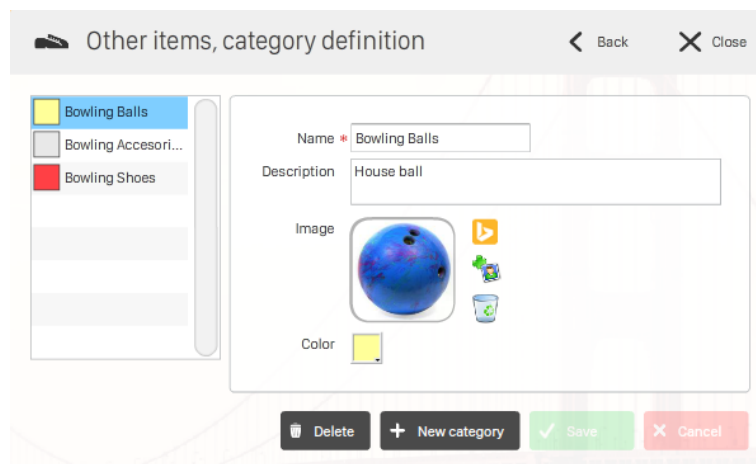 Other items, category definition
Back
Close
Bowling Balls
Bowling Accesori...
Bowling Shoes
Name * Bowling Balls
Description House ball
Image
Color
Delete
New category
Save
Cancel